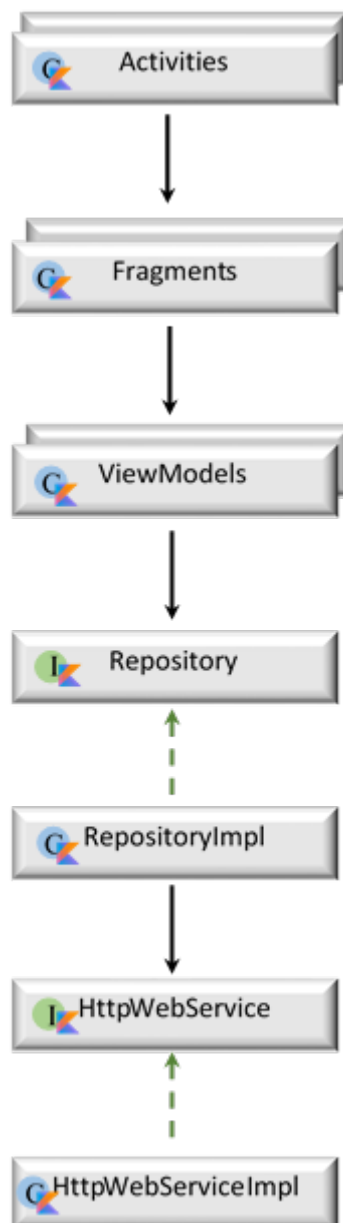 Activities
Fragments
ViewModels
I Repository
RepositoryImpl
I HttpWebService
HttpWebServiceImpl